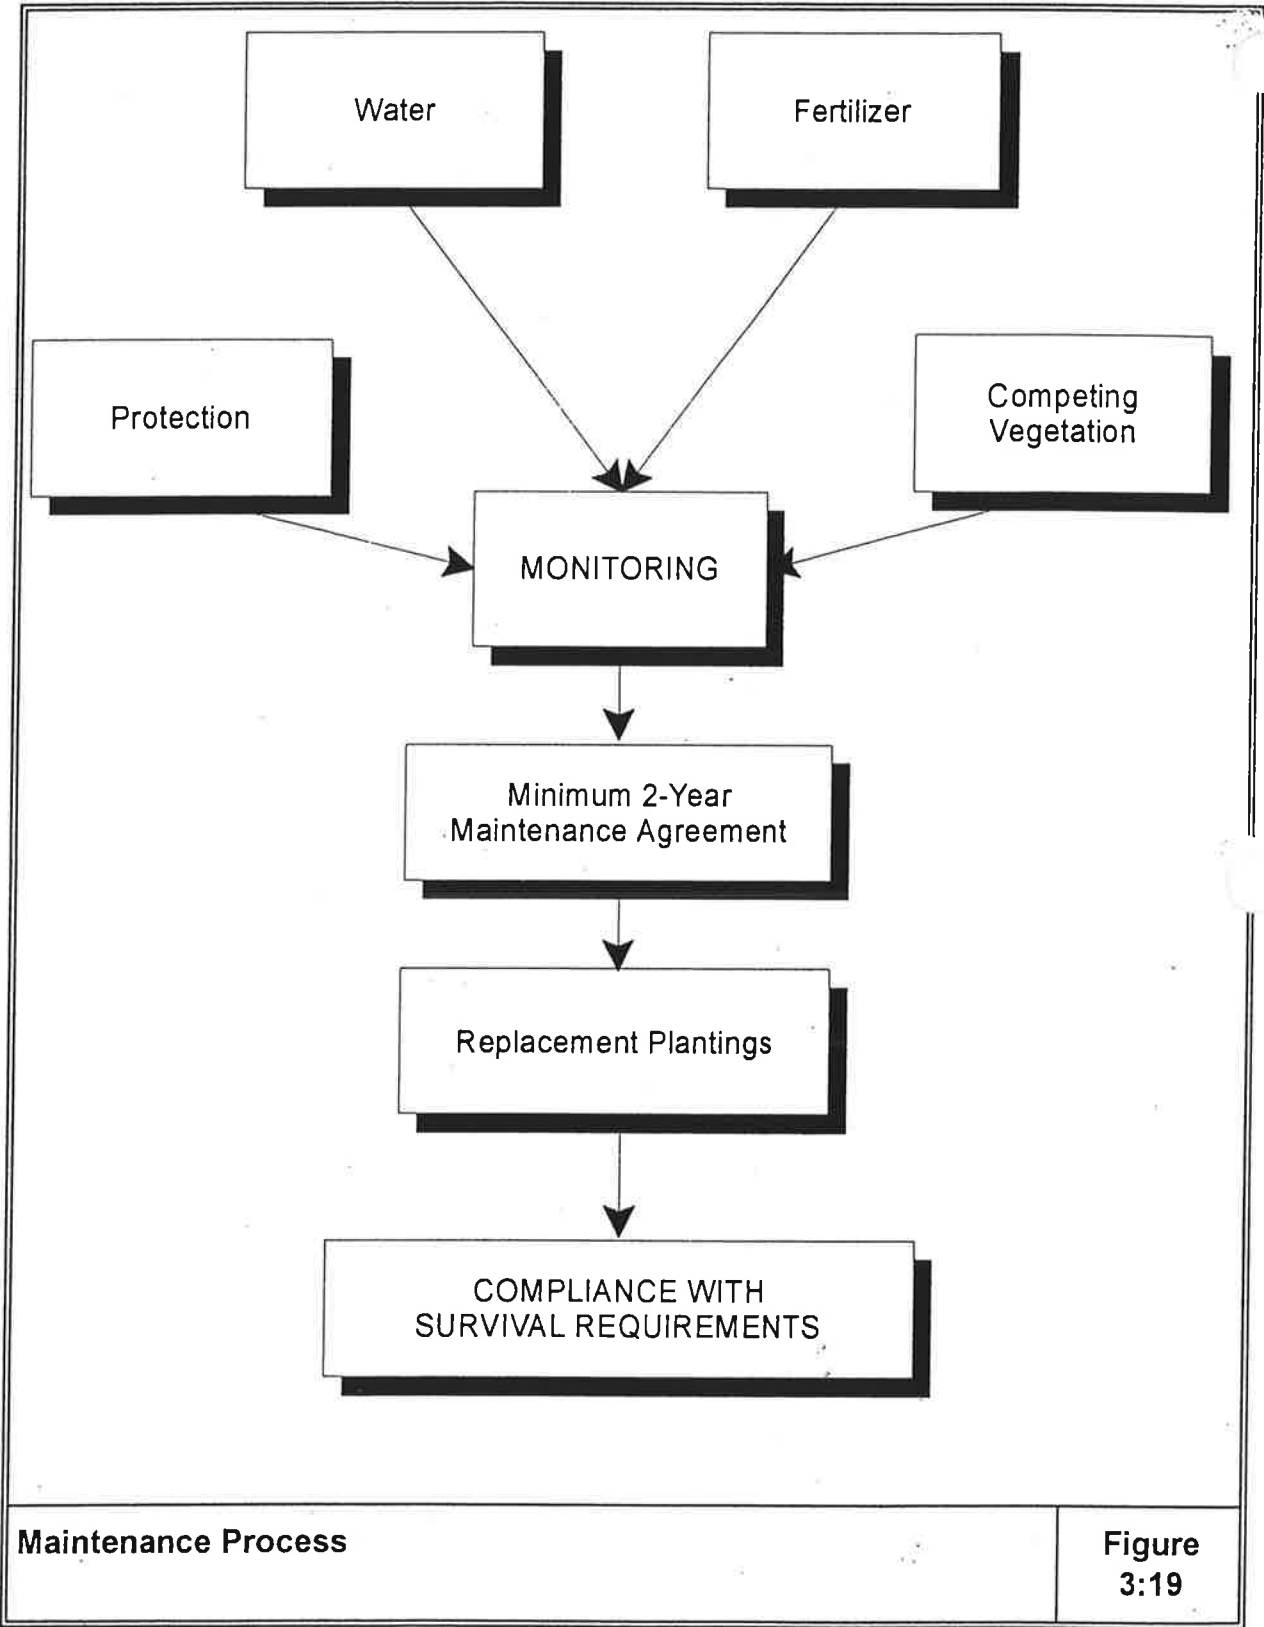 Water
Fertilizer
Protection
Competing
Vegetation
MONITORING
Minimum 2-Year
Maintenance Agreement
Replacement Plantings
COMPLIANCE WITH
SURVIVAL REQUIREMENTS
Maintenance Process
Figure
3:19